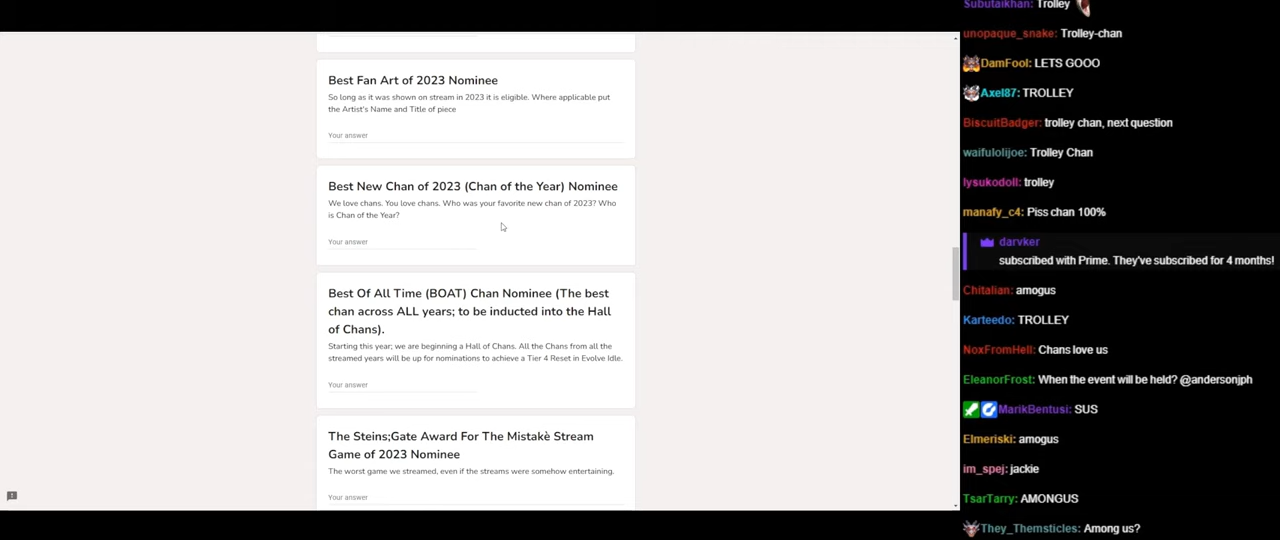 Best Fan Art of 2023 Nominee
So long as it was shown on stream in 2023 it is eligible. Where applicable put
the Artist's Name and Title of piece
Your answer
Best New Chan of 2023 (Chan of the Year) Nominee
We love chans. You love chans. Who was your favorite new chan of 2023? Who
is Chan of the Year?
Your answer
Best Of All Time (BOAT) Chan Nominee (The best
chan across ALL years; to be inducted into the Hall
of Chans).
Starting this year; we are beginning a Hall of Chans. All the Chans from all the
streamed years will be up for nominations to achieve a Tier 4 Reset in Evolve Idle.
Your answer
The Steins;Gate Award For The Mistakè Stream
Game of 2023 Nominee
The worst game we streamed, even if the streams were somehow entertaining.
Your answer
Subutaikhan: Trolley
unopaque_snake: Trolley-chan
DamFool: LETS GOOO
Axel87: TROLLEY
BiscuitBadger: trolley chan, next question
waifulolijoe: Trolley Chan
lysukodoll: trolley
manafy_c4: Piss chan 100%
darvker
subscribed with Prime. They've subscribed for 4 months!
Chitalian: amogus
Karteedo: TROLLEY
NoxFromHell: Chans love us
EleanorFrost: When the event will be held? @andersonjph
MarikBentusi: SUS
Elmeriski: amogus
im_spej: jackie
TsarTarry: AMONGUS
They_Themsticles: Among us?